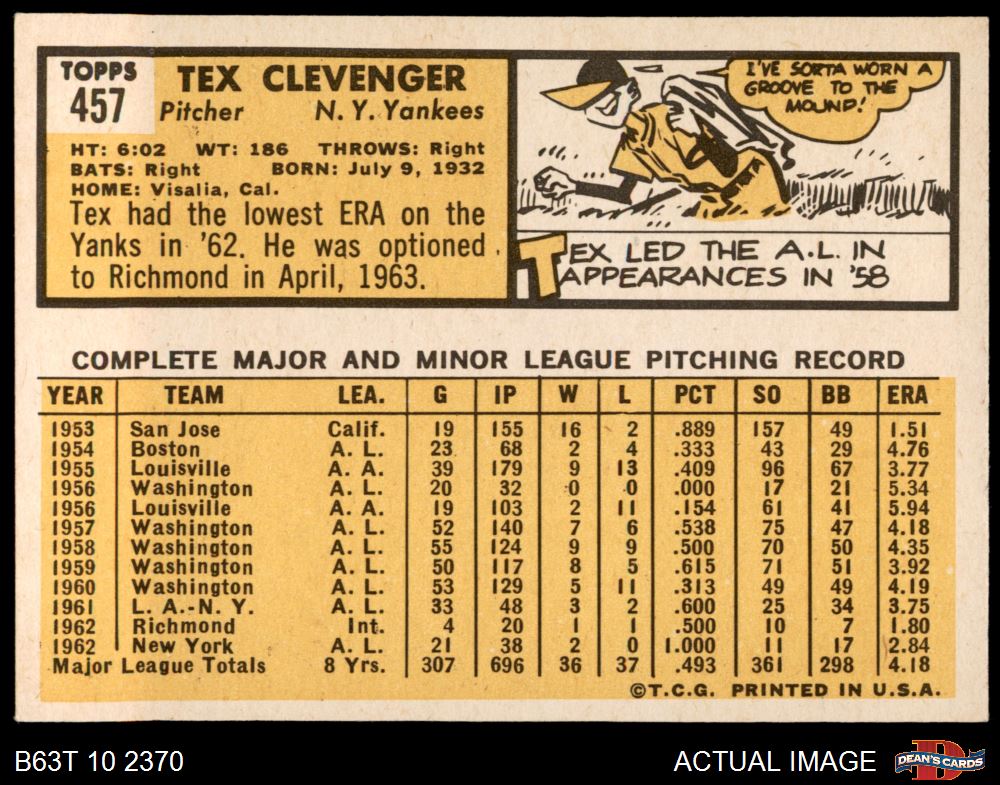 TOPPS
457
TEX CLEVENGER
Pitcher N. Y. Yankees
HT: 6:02 WT: 186 THROWS: Right
BATS: Right BORN: July 9, 1932
HOME: Visalia, Cal.
Tex had the lowest ERA on the
Yanks in '62. He was optioned
to Richmond in April, 1963.
I'VE SORTA WORN A
GROOVE TO THE
MOUND!
TEX LED THE A.L. IN
APPEARANCES IN '58
COMPLETE MAJOR AND MINOR LEAGUE PITCHING RECORD
YEAR TEAM LEA. G IP W L PCT SO BB ERA
1953 San Jose Calif. 19 155 16 2 .889 157 49 1.51
1954 Boston A. L. 23 68 2 4 .333 43 29 4.76
1955 Louisville A. A. 39 179 9 13 .409 96 67 3.77
1956 Washington A. L. 20 32 0 0 .000 17 21 5.34
1956 Louisville A. A. 19 103 2 11 .154 61 41 5.94
1957 Washington A. L. 52 140 7 6 .538 75 47 4.18
1958 Washington A. L. 55 124 9 9 .500 70 50 4.35
1959 Washington A. L. 50 117 8 5 .615 71 51 3.92
1960 Washington A. L. 53 129 5 11 .313 49 49 4.19
1961 L. A.-N. Y. A. L. 33 48 3 2 .600 25 34 3.75
1962 Richmond Int. 4 20 1 1 .500 10 7 1.80
1962 New York A. L. 21 38 2 0 1.000 11 17 2.84
Major League Totals 8 Yrs. 307 696 36 37 .493 361 298 4.18
©T.C.G. PRINTED IN U.S.A.
B63T 10 2370
ACTUAL IMAGE
DEAN'S CARDS